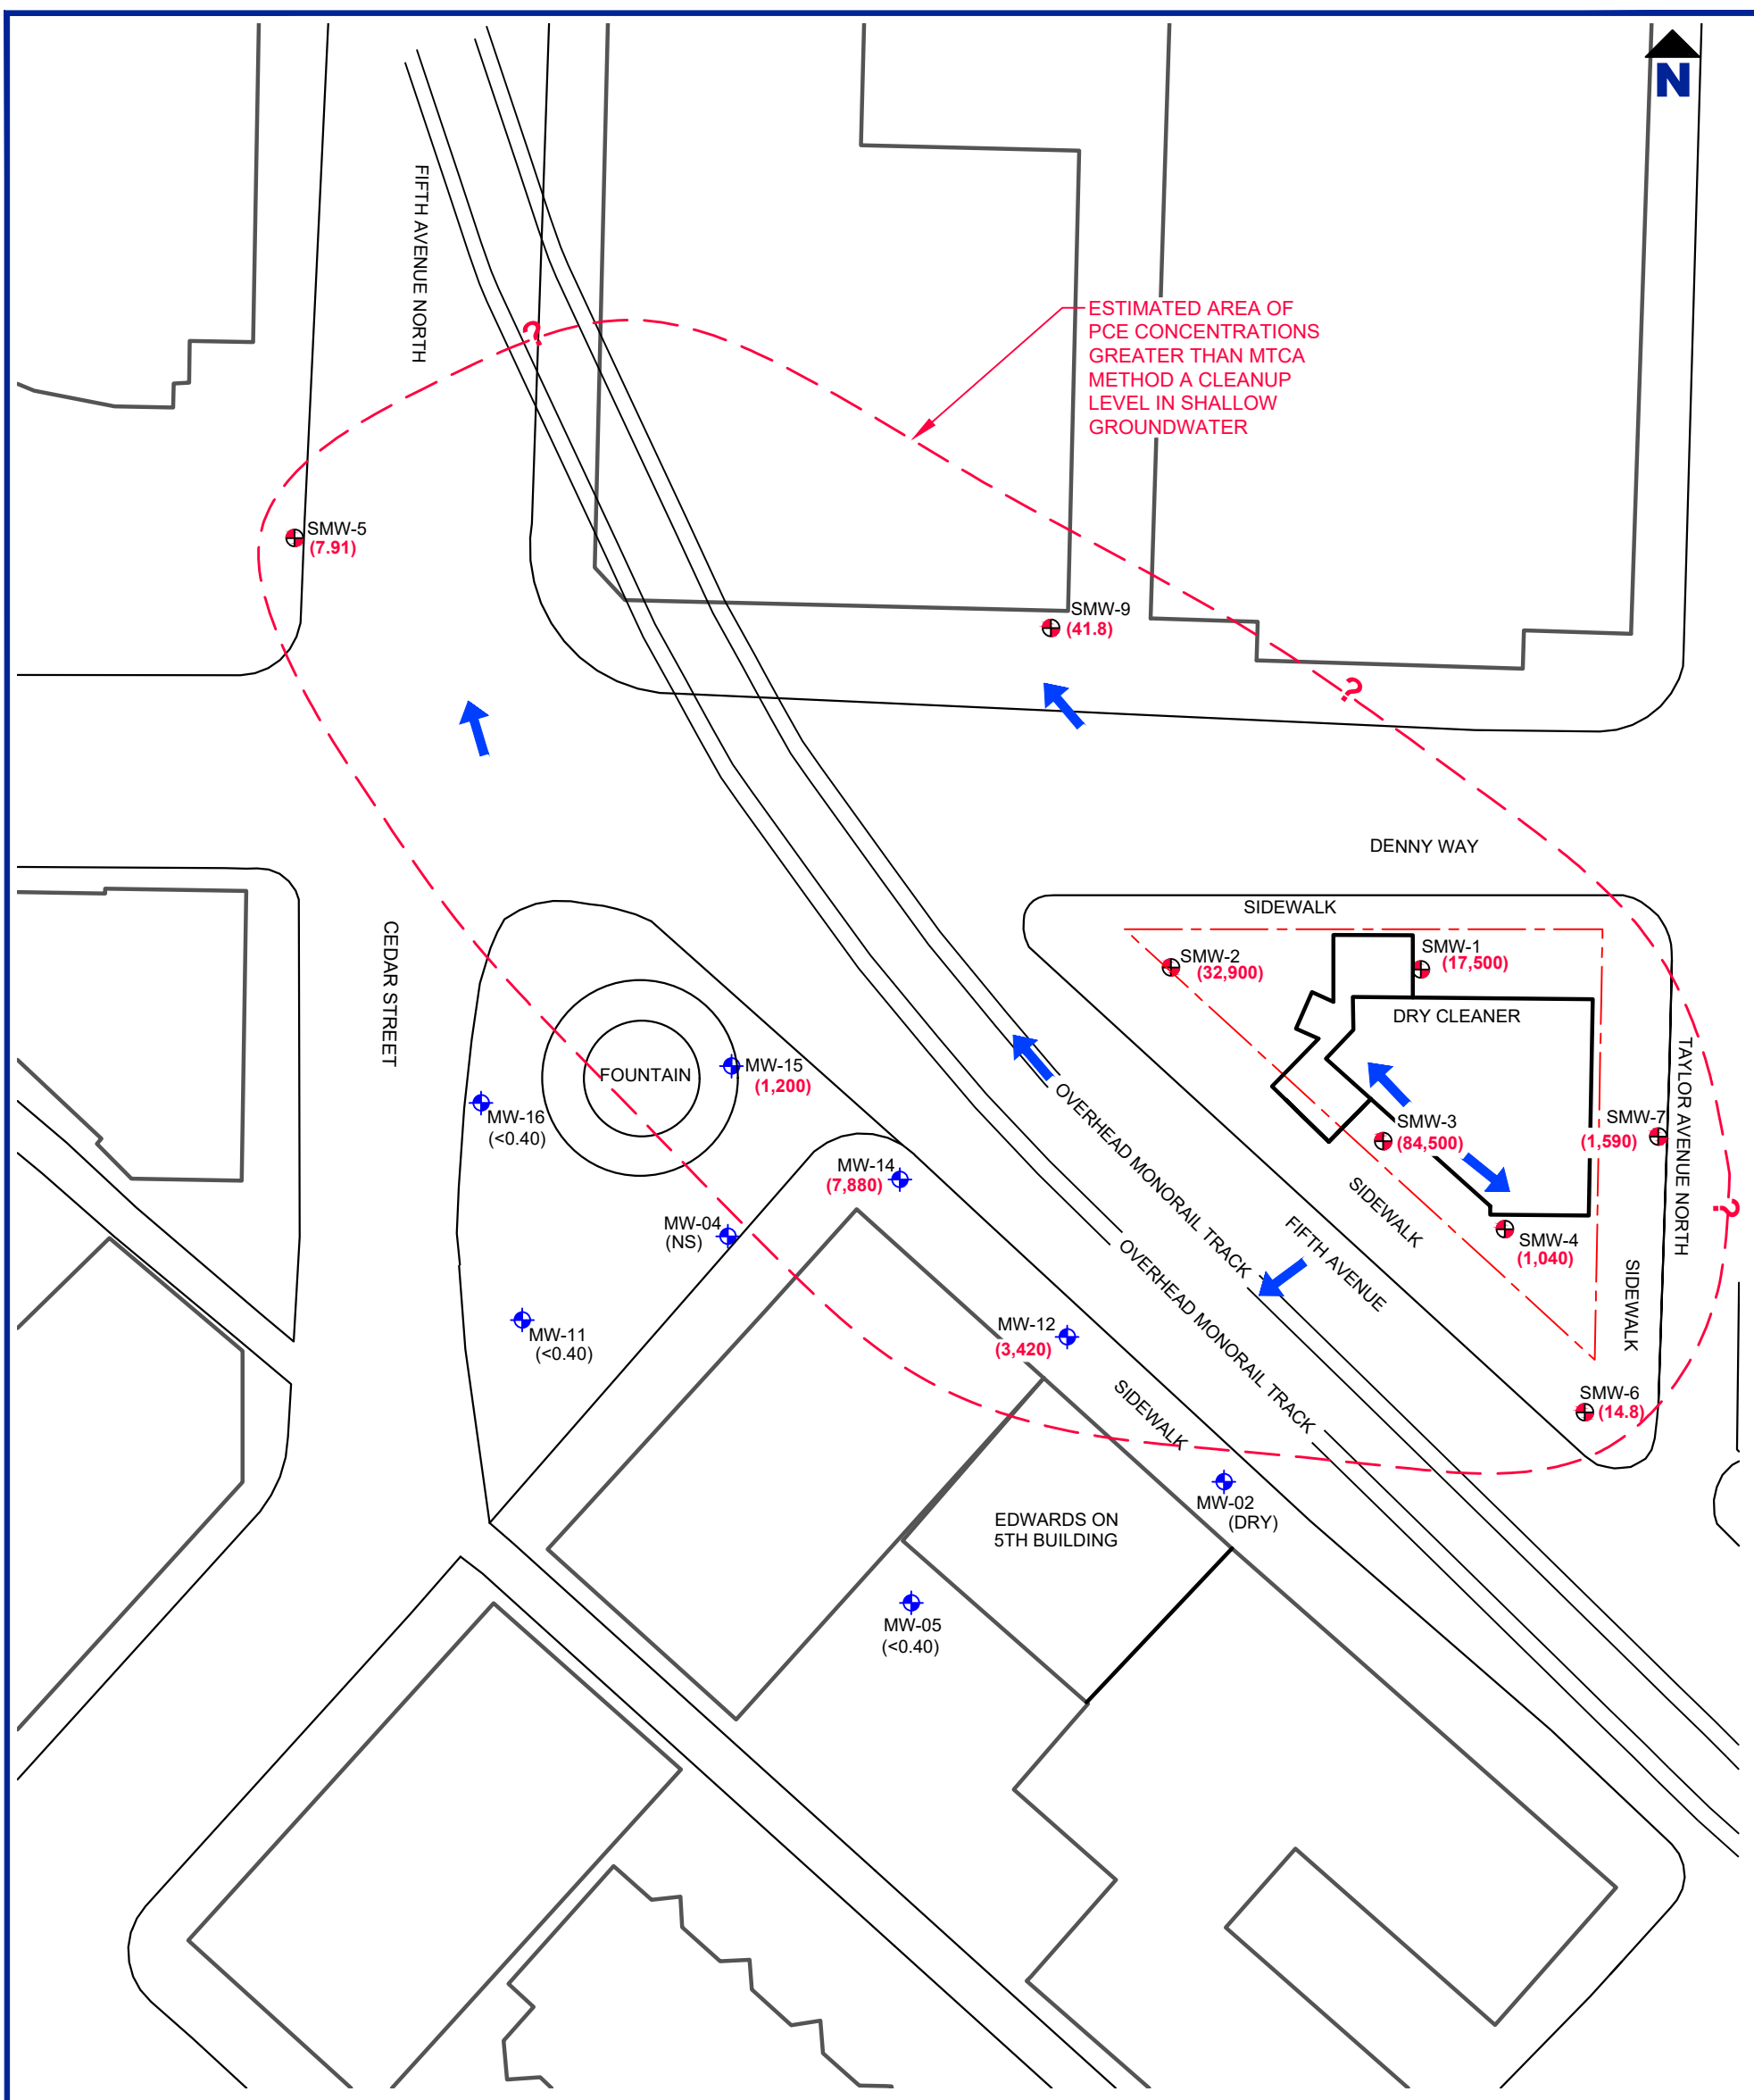 N
FIFTH AVENUE NORTH
ESTIMATED AREA OF
PCE CONCENTRATIONS
GREATER THAN MTCA
METHOD A CLEANUP
LEVEL IN SHALLOW
GROUNDWATER
?
SMW-5
(7.91)
SMW-9
(41.8)
?
DENNY WAY
SIDEWALK
CEDAR STREET
SMW-2
(32,900)
SMW-1
(17,500)
DRY CLEANER
FOUNTAIN
MW-15
(1,200)
MW-16
(<0.40)
OVERHEAD MONORAIL TRACK
SMW-3
(84,500)
SMW-7
(1,590)
TAYLOR AVENUE NORTH
MW-14
(7,880)
SIDEWALK
?
MW-04
(NS)
FIFTH AVENUE
SMW-4
(1,040)
OVERHEAD MONORAIL TRACK
SIDEWALK
MW-11
(<0.40)
MW-12
(3,420)
SIDEWALK
SMW-6
(14.8)
MW-02
(DRY)
EDWARDS ON
5TH BUILDING
MW-05
(<0.40)